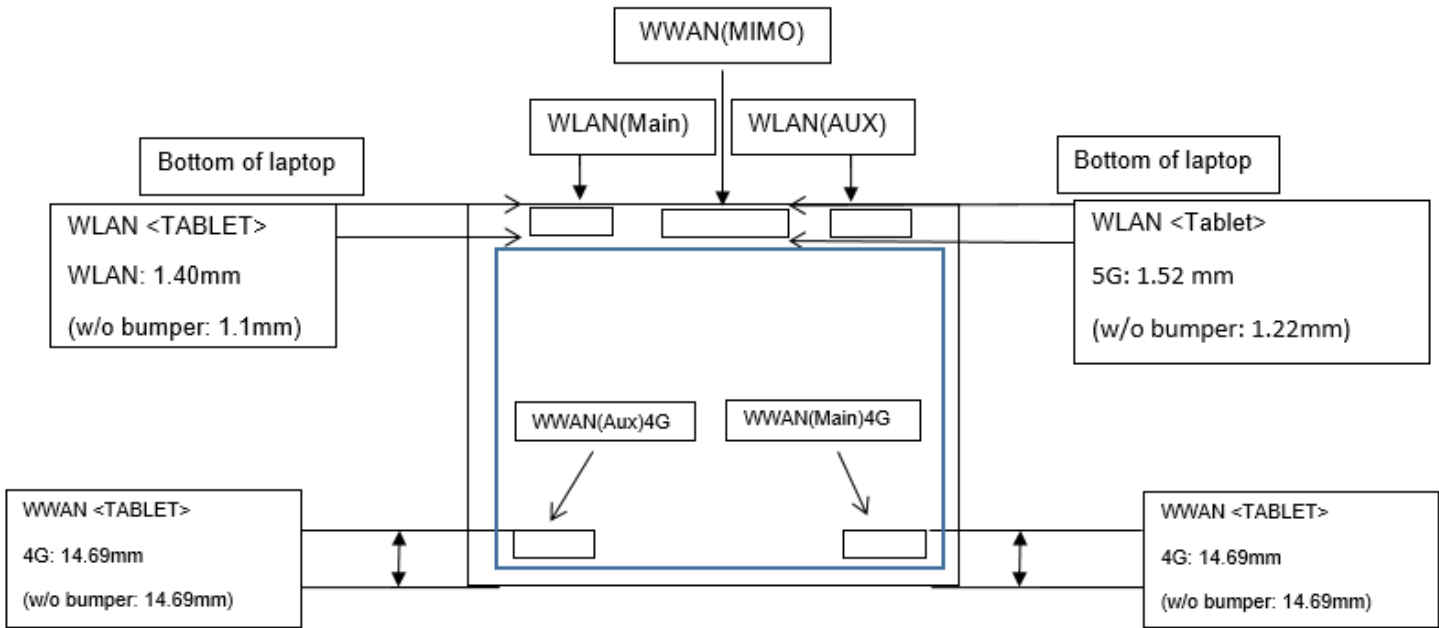 WWAN(MIMO)
WLAN(Main)
WLAN(AUX)
Bottom of laptop
Bottom of laptop
WLAN <TABLET>
WLAN: 1.40mm
(w/o bumper: 1.1mm)
WLAN <Tablet>
5G: 1.52 mm
(w/o bumper: 1.22mm)
WWAN(Aux)4G
WWAN(Main)4G
WWAN <TABLET>
4G: 14.69mm
(w/o bumper: 14.69mm)
WWAN <TABLET>
4G: 14.69mm
(w/o bumper: 14.69mm)